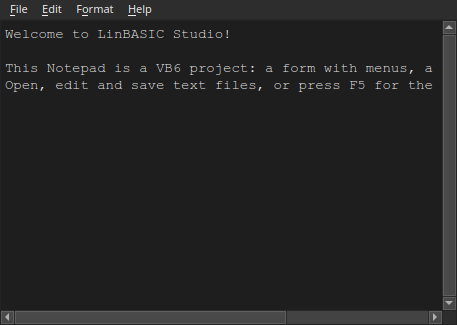 File Edit Format Help
Welcome to LinBASIC Studio!
This Notepad is a VB6 project: a form with menus, a
Open, edit and save text files, or press F5 for the